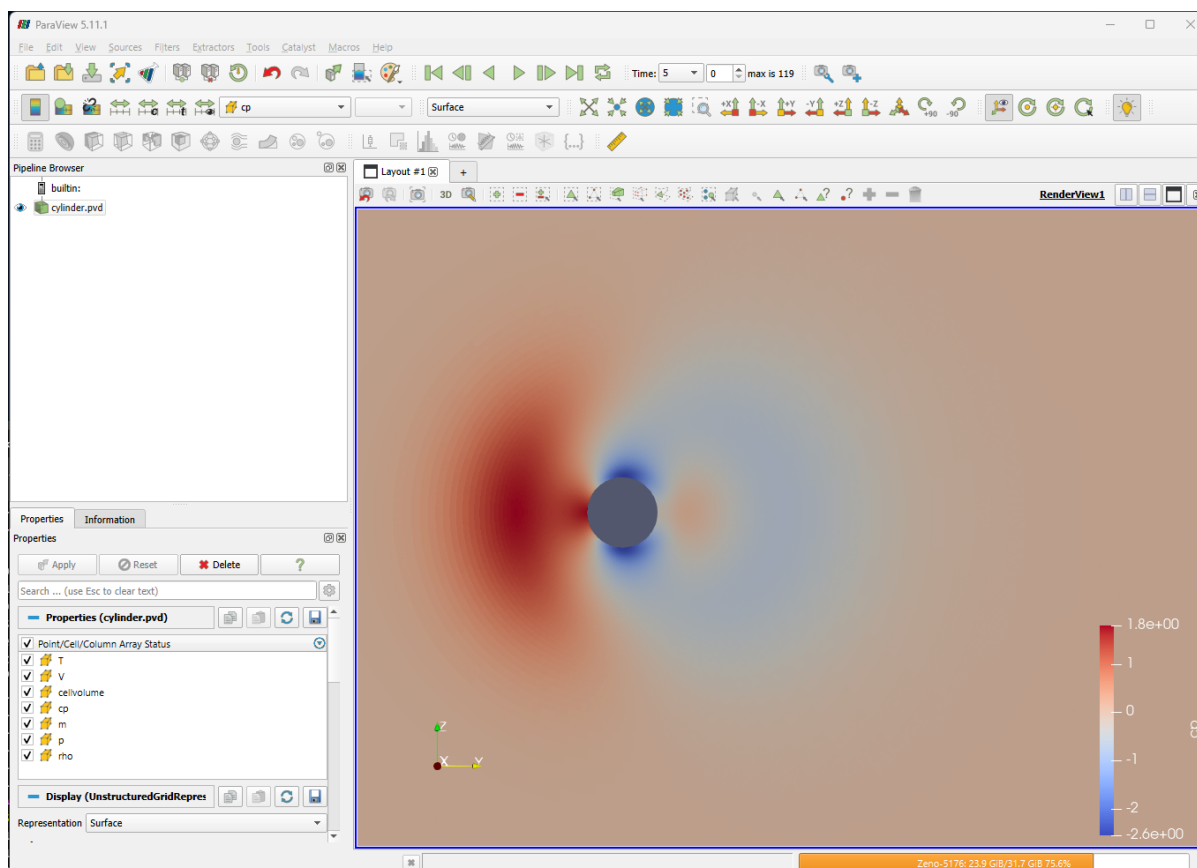 ParaView 5.11.1
File Edit View Sources Filters Extractors Tools Catalyst Macros Help
Time: 5 0 max is 119
cp Surface +X -X +Y -Y +Z -Z +90 -90
Pipeline Browser
Layout #1 +
builtin:
3D RenderView1
cylinder.pvd
Properties Information
Properties
Apply Reset Delete ?
Search ... (use Esc to clear text)
Properties (cylinder.pvd)
Point/Cell/Column Array Status
T
V
cellvolume
cp
m
p
rho
Display (UnstructuredGridRepres
Representation Surface
Z
X Y
1.8e+00
1
0
cp
-1
-2
-2.6e+00
Zeno-5176: 23.9 GiB/31.7 GiB 75.6%